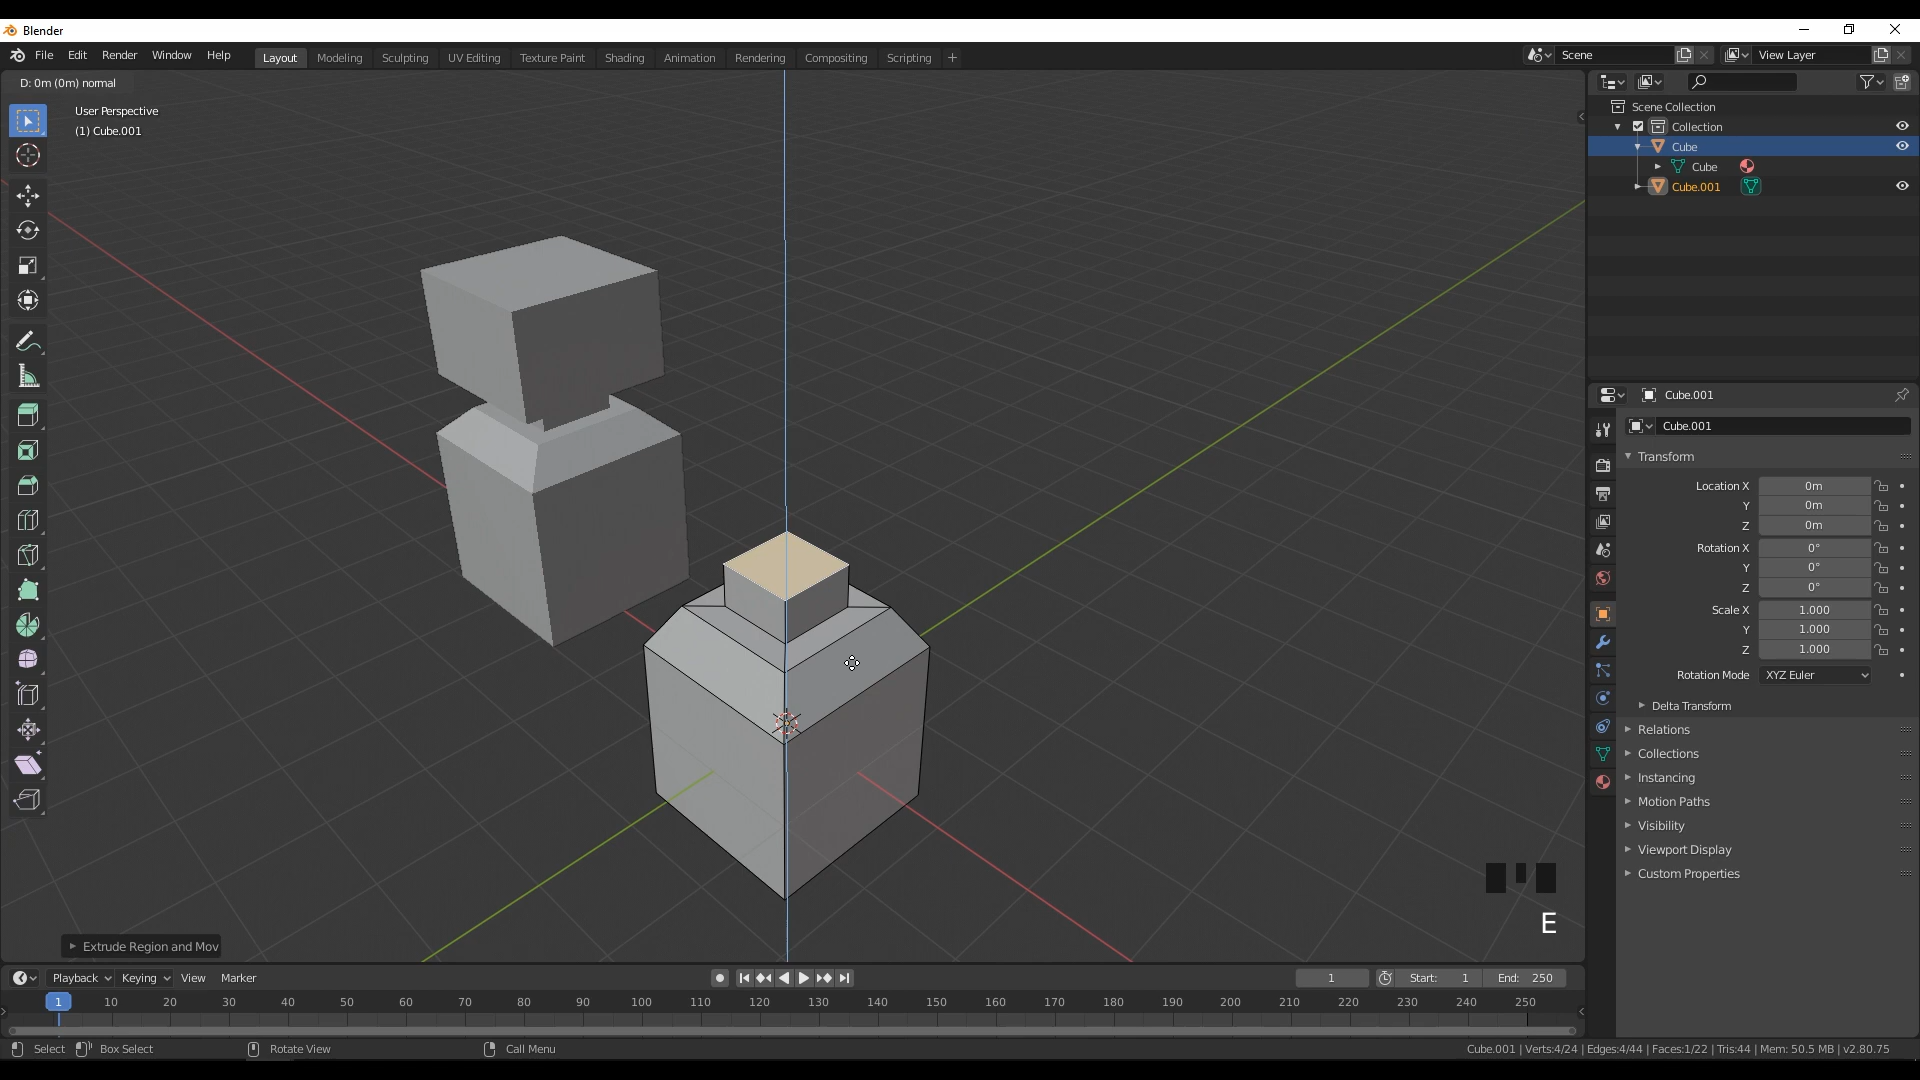 Blender
File Edit Render Window Help Layout Modeling Sculpting UV Editing Texture Paint Shading Animation Rendering Compositing Scripting + Scene View Layer
D: 0m (0m) normal
User Perspective
(1) Cube.001
Scene Collection
Collection
Cube
Cube
Cube.001
Cube.001
Cube.001
Transform
Location X 0m
Y 0m
Z 0m
Rotation X 0°
Y 0°
Z 0°
Scale X 1.000
Y 1.000
Z 1.000
Rotation Mode XYZ Euler
Delta Transform
Relations
Collections
Instancing
Motion Paths
Visibility
Viewport Display
Custom Properties
E
Extrude Region and Mov
Playback Keying View Marker 1 Start: 1 End: 250
1 10 20 30 40 50 60 70 80 90 100 110 120 130 140 150 160 170 180 190 200 210 220 230 240 250
Select Box Select Rotate View Call Menu Cube.001 | Verts:4/24 | Edges:4/44 | Faces:1/22 | Tris:44 | Mem: 50.5 MB | v2.80.75